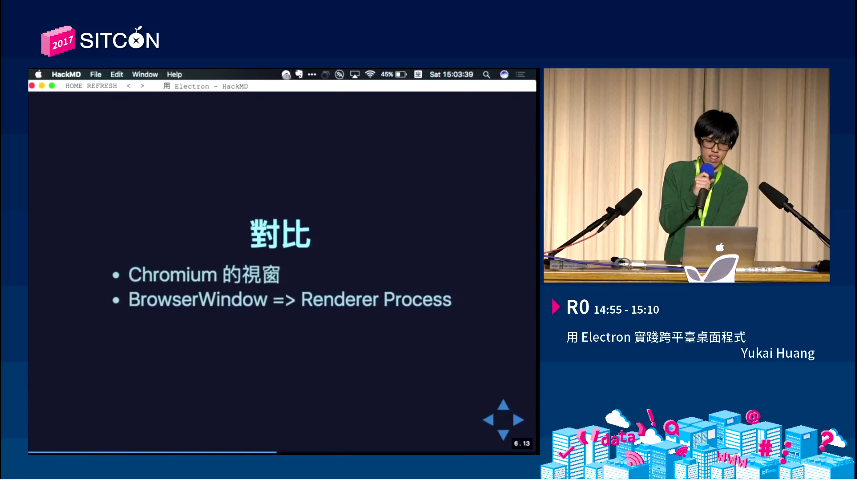 2017 SITCON
HackMD File Edit Window Help 45% Sat 15:03:39
HOME REFRESH < > 用 Electron - HackMD
對比
Chromium 的視窗
BrowserWindow => Renderer Process
6.13
R0 14:55 - 15:10
用 Electron 實踐跨平臺桌面程式
Yukai Huang
data
www